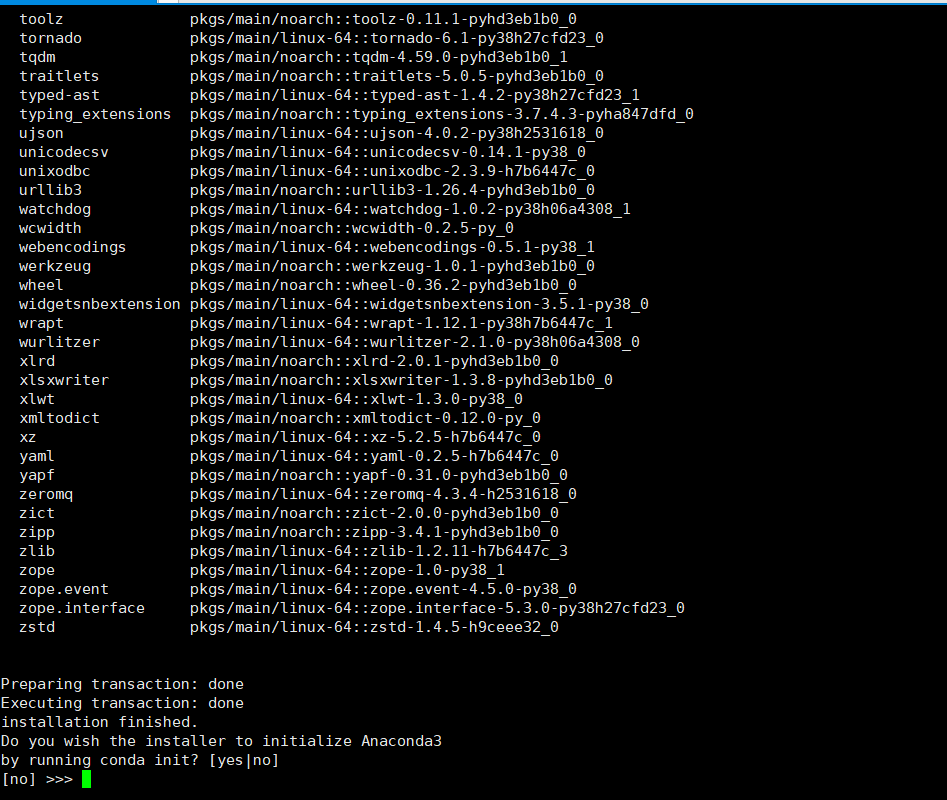 toolz pkgs/main/noarch::toolz-0.11.1-pyhd3eb1b0_0
tornado pkgs/main/linux-64::tornado-6.1-py38h27cfd23_0
tqdm pkgs/main/noarch::tqdm-4.59.0-pyhd3eb1b0_1
traitlets pkgs/main/noarch::traitlets-5.0.5-pyhd3eb1b0_0
typed-ast pkgs/main/linux-64::typed-ast-1.4.2-py38h27cfd23_1
typing_extensions pkgs/main/noarch::typing_extensions-3.7.4.3-pyha847dfd_0
ujson pkgs/main/linux-64::ujson-4.0.2-py38h2531618_0
unicodecsv pkgs/main/linux-64::unicodecsv-0.14.1-py38_0
unixodbc pkgs/main/linux-64::unixodbc-2.3.9-h7b6447c_0
urllib3 pkgs/main/noarch::urllib3-1.26.4-pyhd3eb1b0_0
watchdog pkgs/main/linux-64::watchdog-1.0.2-py38h06a4308_1
wcwidth pkgs/main/noarch::wcwidth-0.2.5-py_0
webencodings pkgs/main/linux-64::webencodings-0.5.1-py38_1
werkzeug pkgs/main/noarch::werkzeug-1.0.1-pyhd3eb1b0_0
wheel pkgs/main/noarch::wheel-0.36.2-pyhd3eb1b0_0
widgetsnbextension pkgs/main/linux-64::widgetsnbextension-3.5.1-py38_0
wrapt pkgs/main/linux-64::wrapt-1.12.1-py38h7b6447c_1
wurlitzer pkgs/main/linux-64::wurlitzer-2.1.0-py38h06a4308_0
xlrd pkgs/main/noarch::xlrd-2.0.1-pyhd3eb1b0_0
xlsxwriter pkgs/main/noarch::xlsxwriter-1.3.8-pyhd3eb1b0_0
xlwt pkgs/main/linux-64::xlwt-1.3.0-py38_0
xmltodict pkgs/main/noarch::xmltodict-0.12.0-py_0
xz pkgs/main/linux-64::xz-5.2.5-h7b6447c_0
yaml pkgs/main/linux-64::yaml-0.2.5-h7b6447c_0
yapf pkgs/main/noarch::yapf-0.31.0-pyhd3eb1b0_0
zeromq pkgs/main/linux-64::zeromq-4.3.4-h2531618_0
zict pkgs/main/noarch::zict-2.0.0-pyhd3eb1b0_0
zipp pkgs/main/noarch::zipp-3.4.1-pyhd3eb1b0_0
zlib pkgs/main/linux-64::zlib-1.2.11-h7b6447c_3
zope pkgs/main/linux-64::zope-1.0-py38_1
zope.event pkgs/main/linux-64::zope.event-4.5.0-py38_0
zope.interface pkgs/main/linux-64::zope.interface-5.3.0-py38h27cfd23_0
zstd pkgs/main/linux-64::zstd-1.4.5-h9ceee32_0
Preparing transaction: done
Executing transaction: done
installation finished.
Do you wish the installer to initialize Anaconda3
by running conda init? [yes|no]
[no] >>>